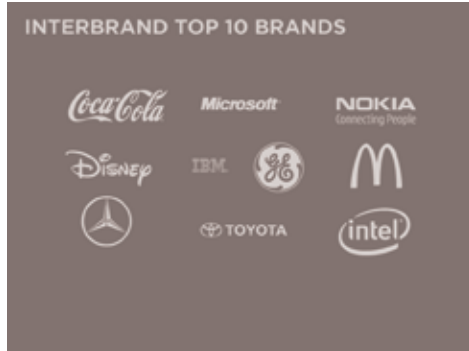 INTERBRAND TOP 10 BRANDS
Coca-Cola Microsoft NOKIA
Connecting People
Disney IBM GE M
TOYOTA intel